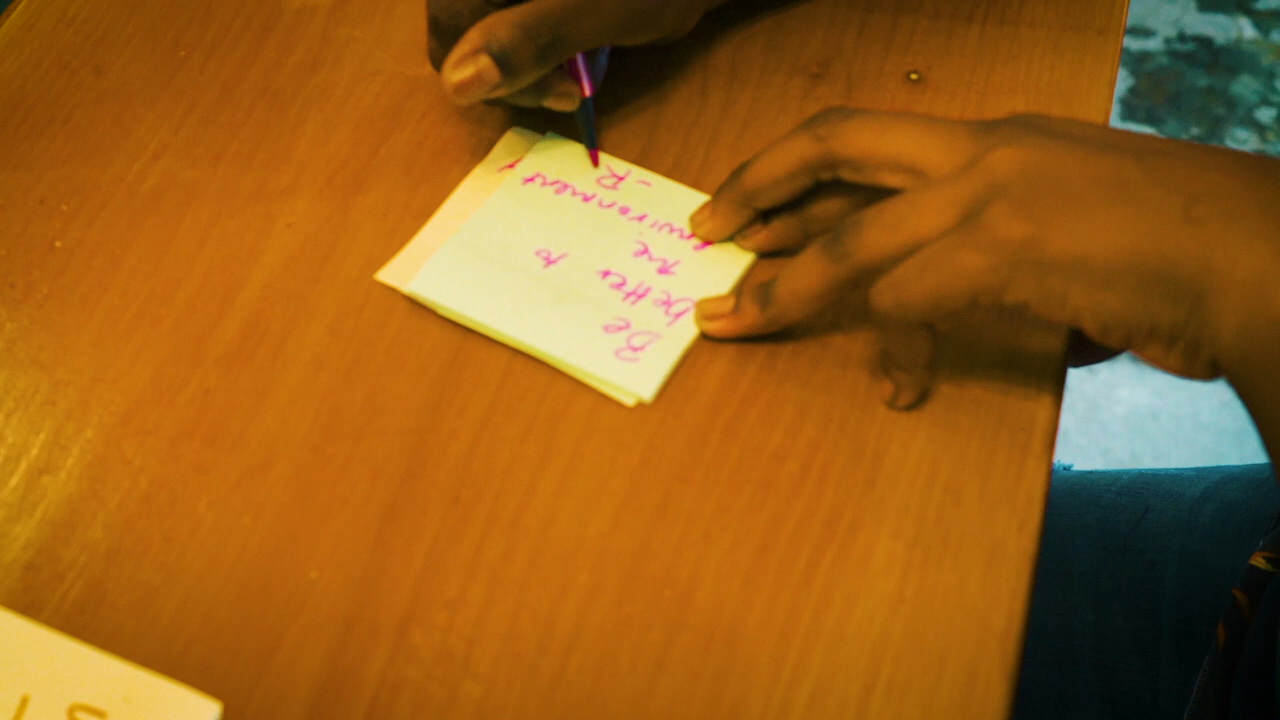 Be
better to
the
Environment
-R